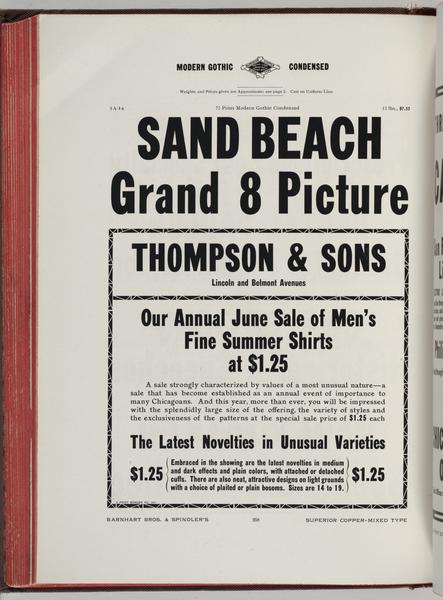 MODERN GOTHIC CONDENSED
Weights and Prices given are Approximate; see page 2. Cast on Uniform Line
3 A 4 a 72 Point Modern Gothic Condensed 11 lbs., $7.55
SAND BEACH
Grand 8 Picture
THOMPSON & SONS
Lincoln and Belmont Avenues
Our Annual June Sale of Men's
Fine Summer Shirts
at $1.25
A sale strongly characterized by values of a most unusual nature—a
sale that has become established as an annual event of importance to
many Chicagoans. And this year, more than ever, you will be impressed
with the splendidly large size of the offering, the variety of styles and
the exclusiveness of the patterns at the special sale price of $1.25 each
The Latest Novelties in Unusual Varieties
$1.25
Embraced in the showing are the latest novelties in medium
and dark effects and plain colors, with attached or detached
cuffs. There are also neat, attractive designs on light grounds
with a choice of plaited or plain bosoms. Sizes are 14 to 19.
$1.25
BARNHART BROS. & SPINDLER'S SUPERIOR COPPER-MIXED TYPE